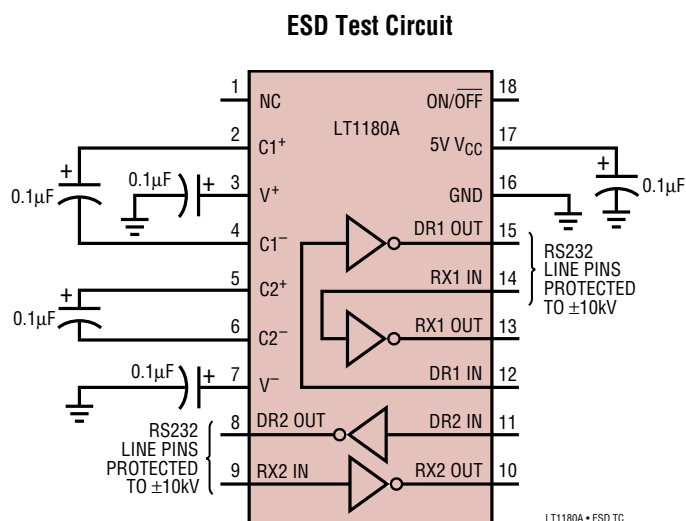 ESD Test Circuit
LT1180A
1 NC
2 C1+
3 V+
4 C1−
5 C2+
6 C2−
7 V−
8 DR2 OUT
9 RX2 IN
ON/O̅F̅F̅ 18
5V VCC 17
GND 16
DR1 OUT 15
RX1 IN 14
RX1 OUT 13
DR1 IN 12
DR2 IN 11
RX2 OUT 10
+
0.1µF
0.1µF +
+
0.1µF
0.1µF +
+
0.1µF
RS232
LINE PINS
PROTECTED
TO ±10kV
RS232
LINE PINS
PROTECTED
TO ±10kV
LT1180A • ESD TC